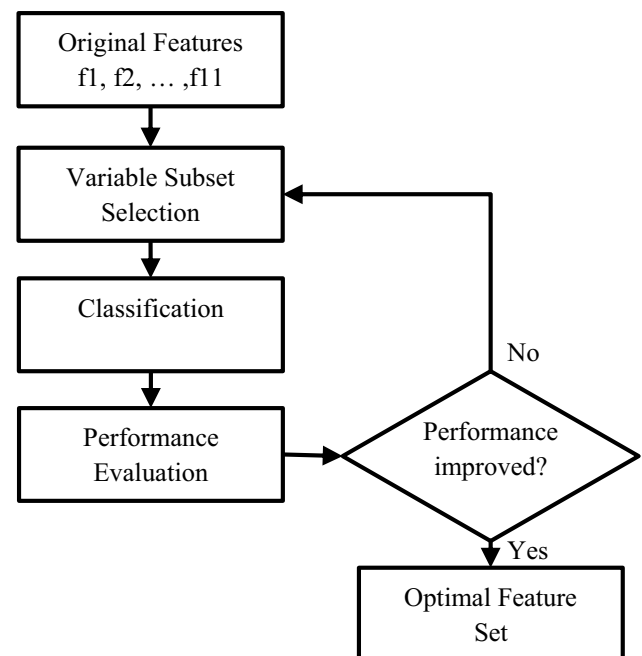 Original Features
f1, f2, … ,f11
Variable Subset
Selection
Classification
Performance
Evaluation
No
Performance
improved?
Yes
Optimal Feature
Set